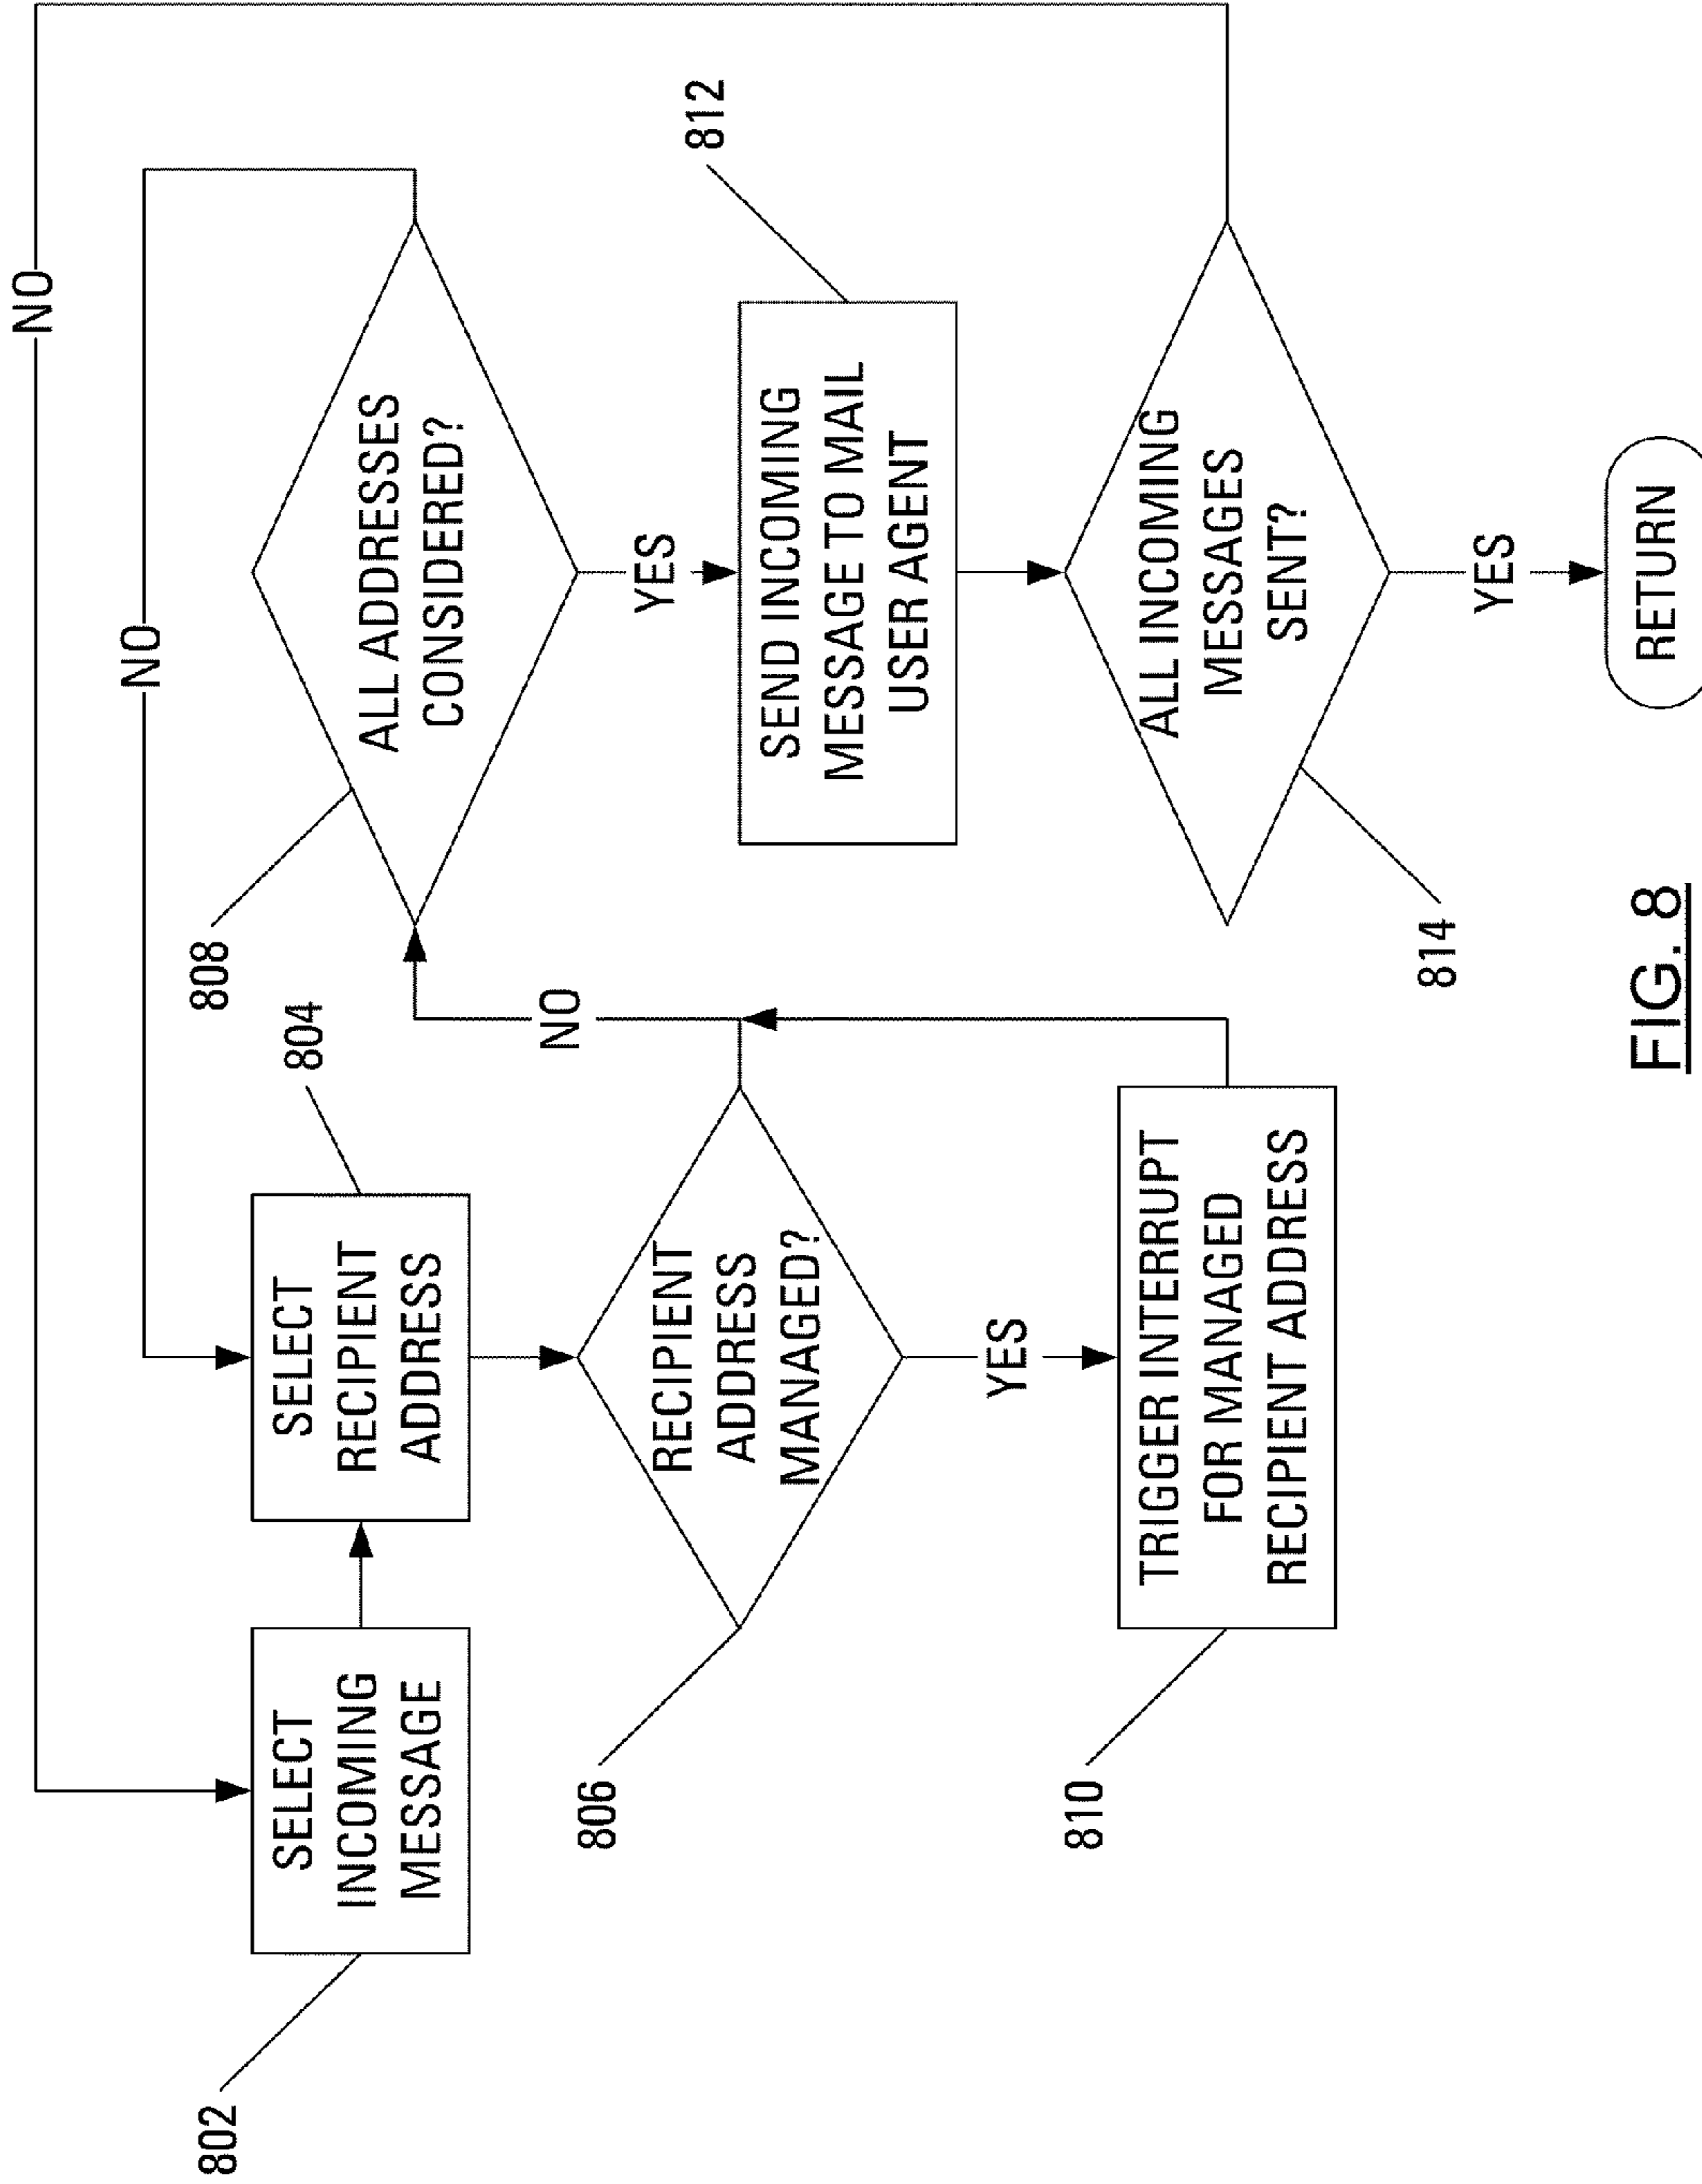 NO
NO
802
SELECT
INCOMING
MESSAGE
804
SELECT
RECIPIENT
ADDRESS
806
RECIPIENT
ADDRESS
MANAGED?
NO
YES
810
TRIGGER INTERRUPT
FOR MANAGED
RECIPIENT ADDRESS
808
ALL ADDRESSES
CONSIDERED?
YES
812
SEND INCOMING
MESSAGE TO MAIL
USER AGENT
814
ALL INCOMING
MESSAGES
SENT?
YES
RETURN
FIG. 8